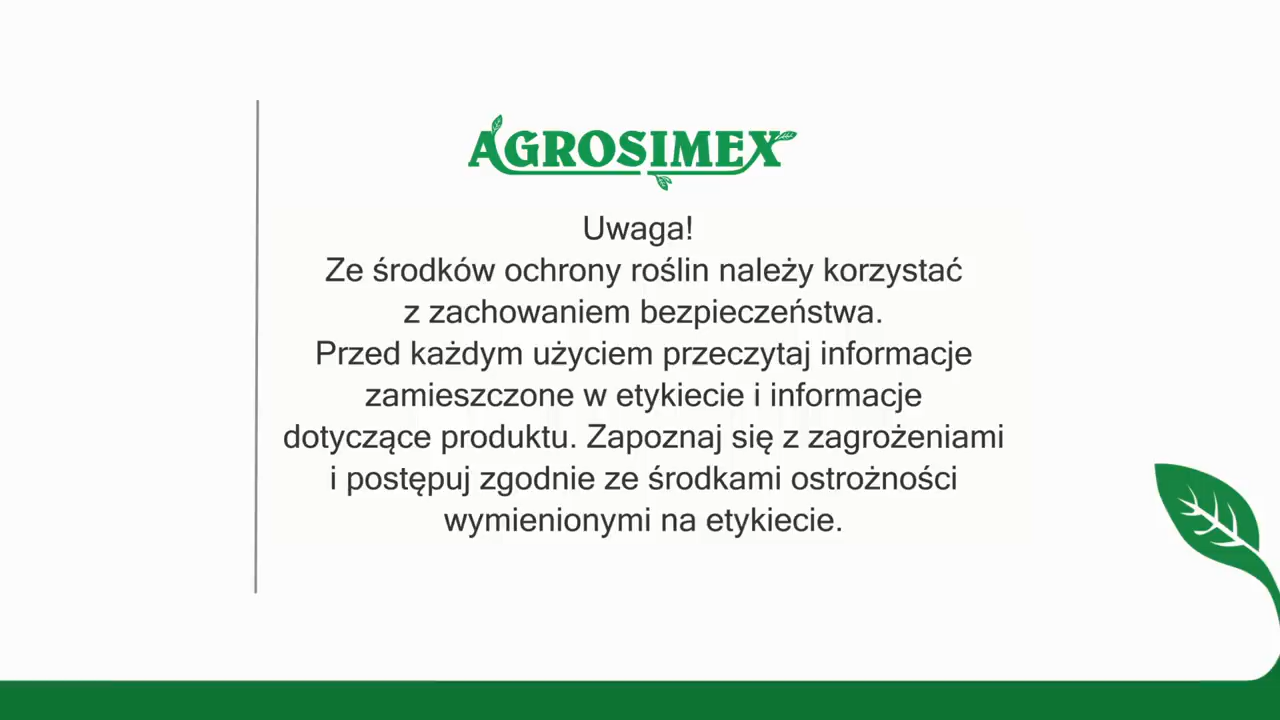 AGROSIMEX
Uwaga!
Ze środków ochrony roślin należy korzystać
z zachowaniem bezpieczeństwa.
Przed każdym użyciem przeczytaj informacje
zamieszczone w etykiecie i informacje
dotyczące produktu. Zapoznaj się z zagrożeniami
i postępuj zgodnie ze środkami ostrożności
wymienionymi na etykiecie.